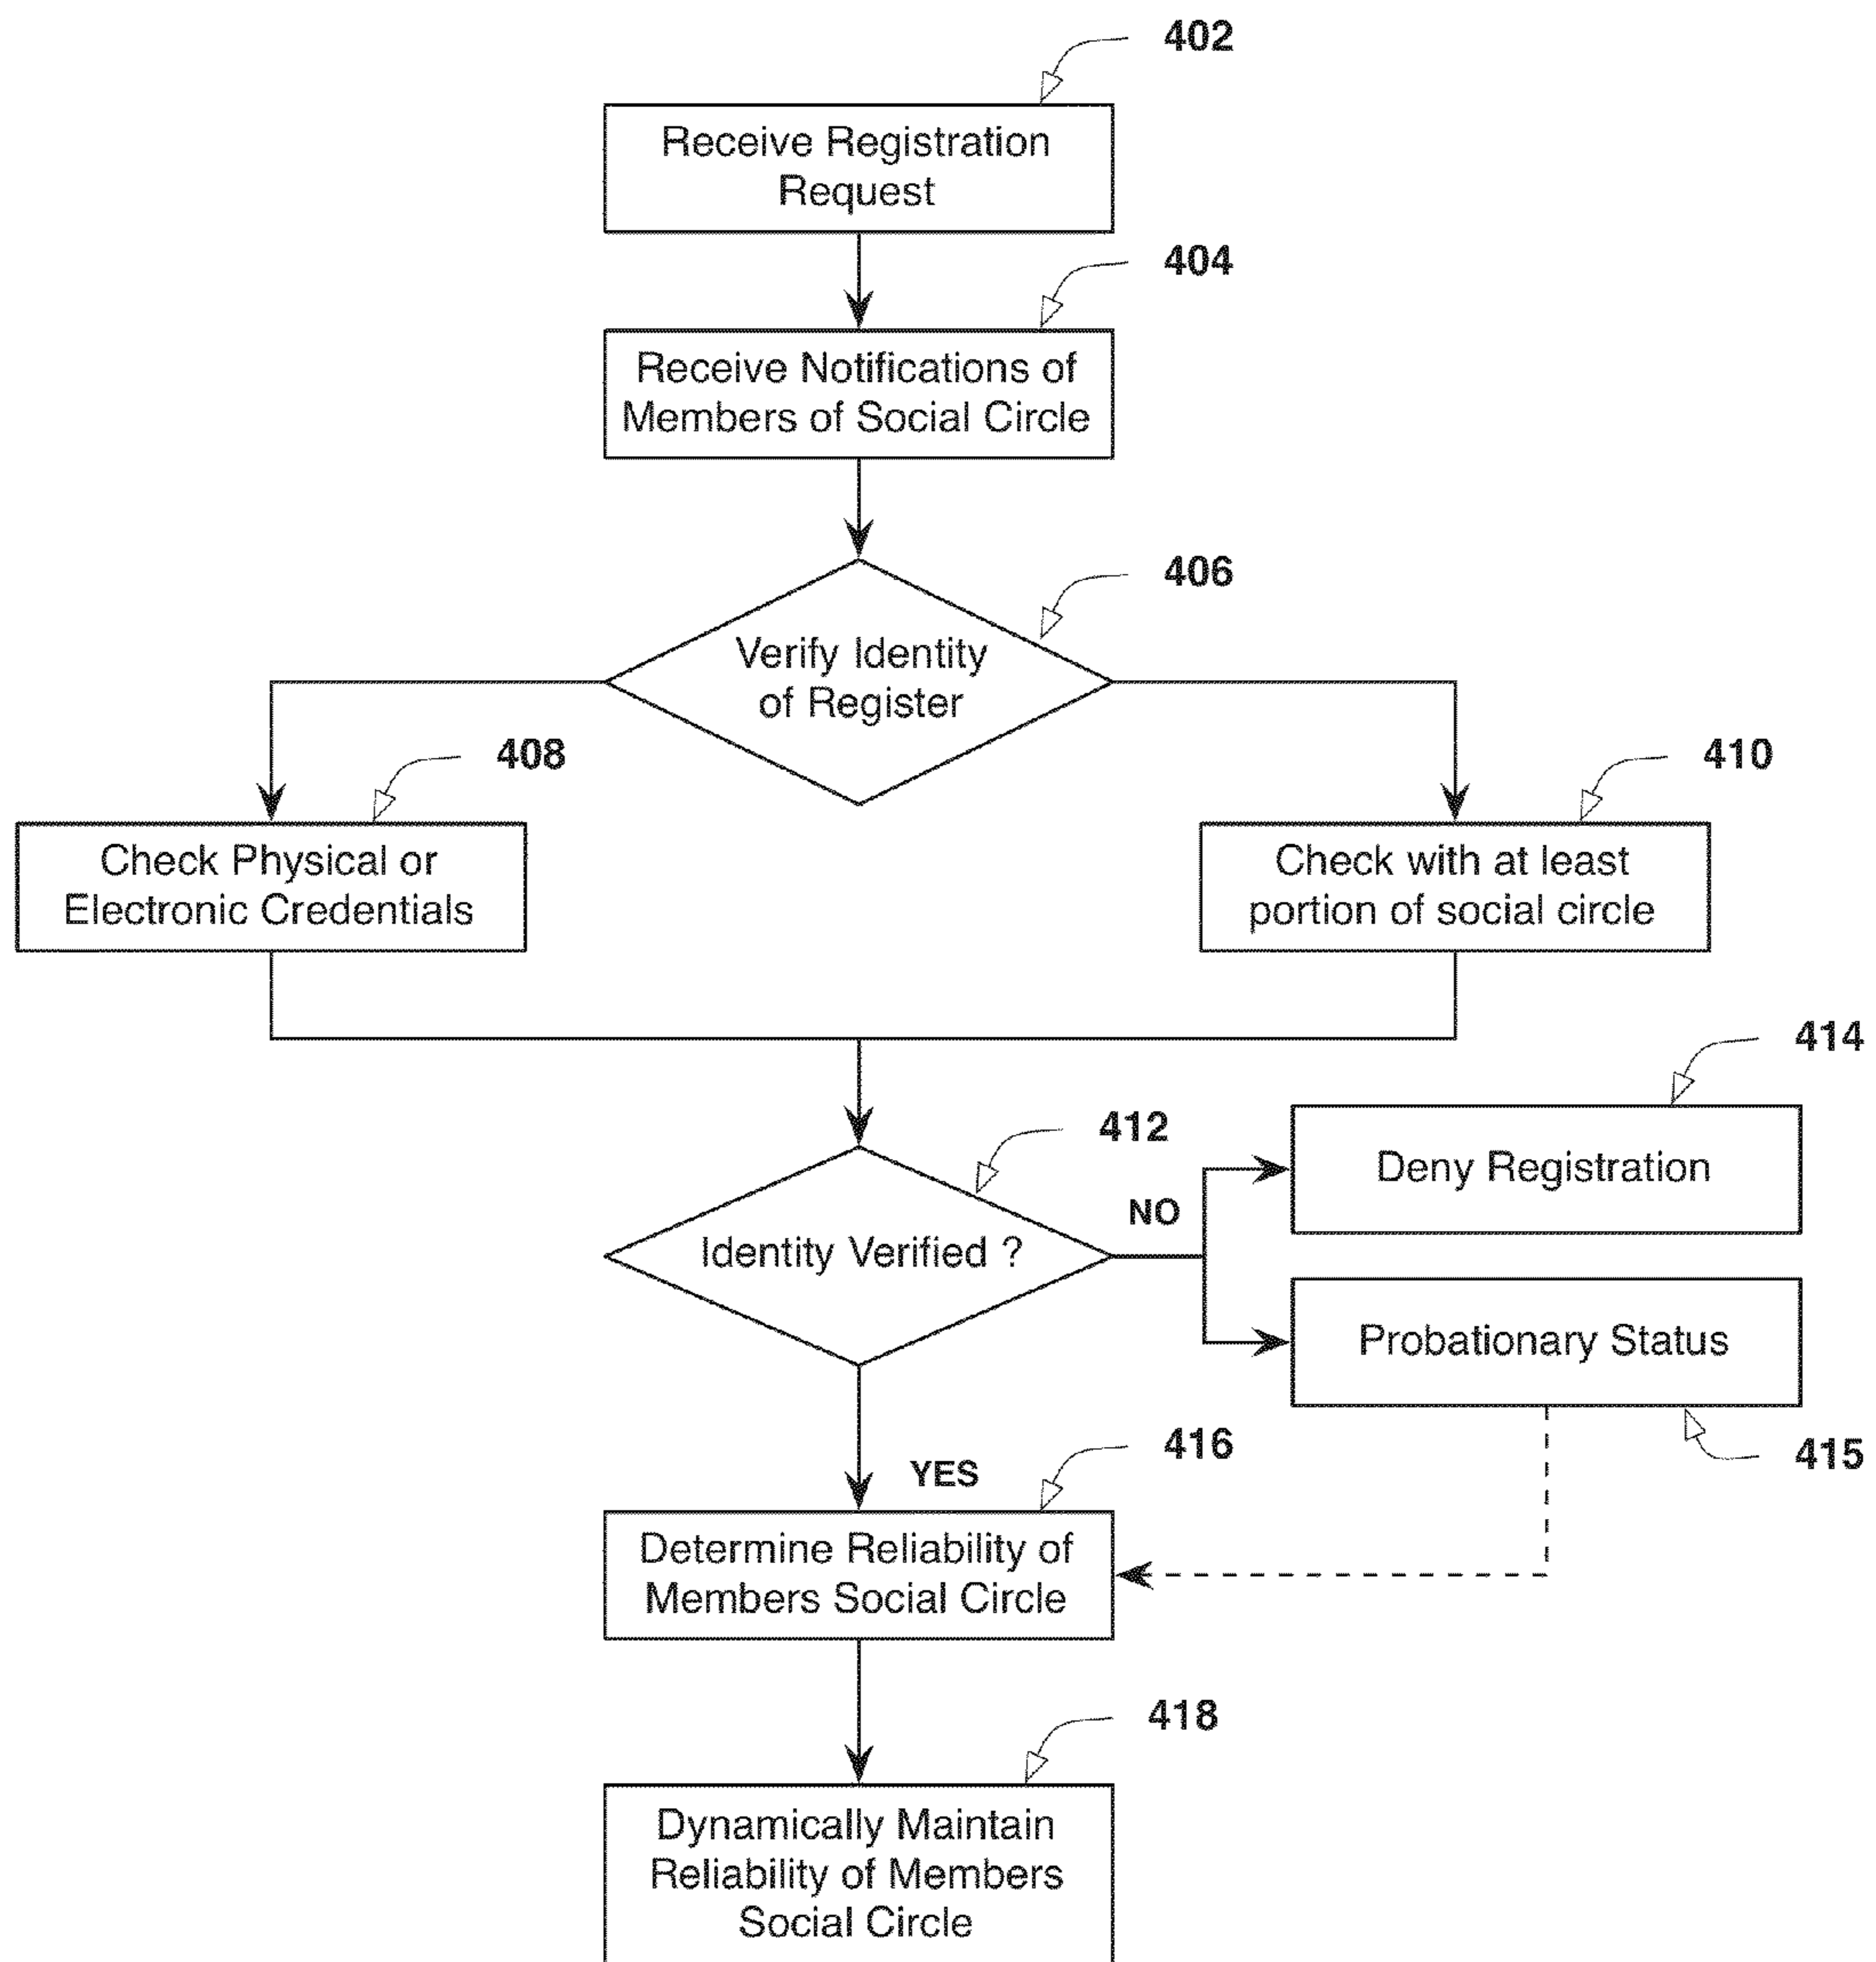 402
Receive Registration
Request
404
Receive Notifications of
Members of Social Circle
406
Verify Identity
of Register
408
Check Physical or
Electronic Credentials
410
Check with at least
portion of social circle
412
Identity Verified ?
NO
414
Deny Registration
Probationary Status
415
YES
416
Determine Reliability of
Members Social Circle
418
Dynamically Maintain
Reliability of Members
Social Circle